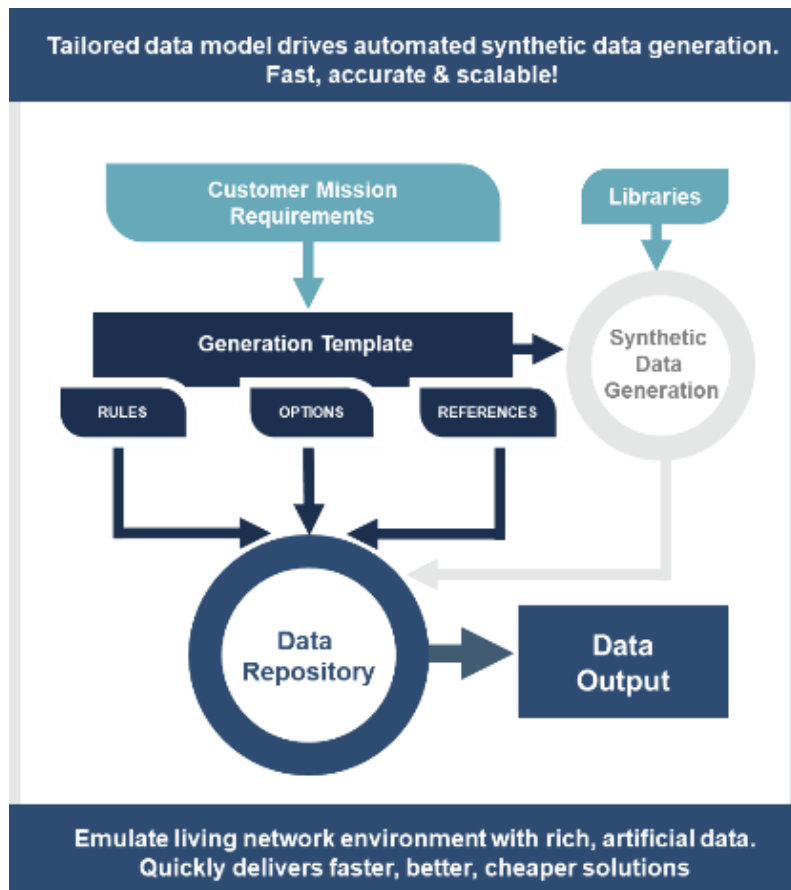 Tailored data model drives automated synthetic data generation.
Fast, accurate & scalable!
Customer Mission
Requirements
Libraries
Generation Template
Synthetic
Data
Generation
RULES
OPTIONS
REFERENCES
Data
Repository
Data
Output
Emulate living network environment with rich, artificial data.
Quickly delivers faster, better, cheaper solutions